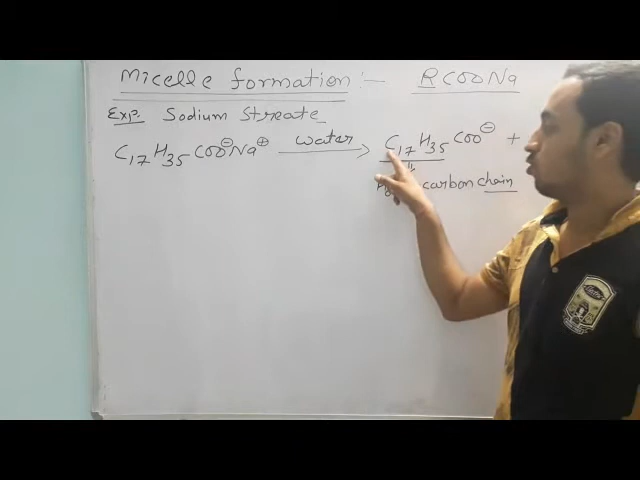 Micelle formation :- RCOONa
Exp. Sodium Streate
C₁₇H₃₅COO⊖Na⊕ water → C₁₇H₃₅COO⊖ +
carbon chain